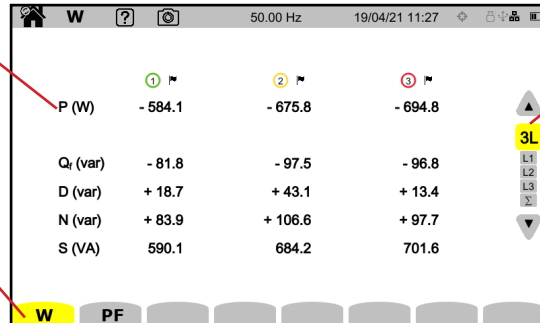 W ? 50.00 Hz 19/04/21 11:27
1 2 3
P (W) - 584.1 - 675.8 - 694.8
3L
Qf (var) - 81.8 - 97.5 - 96.8
L1
L2
D (var) + 18.7 + 43.1 + 13.4
L3
Σ
N (var) + 83.9 + 106.6 + 97.7
S (VA) 590.1 684.2 701.6
W PF